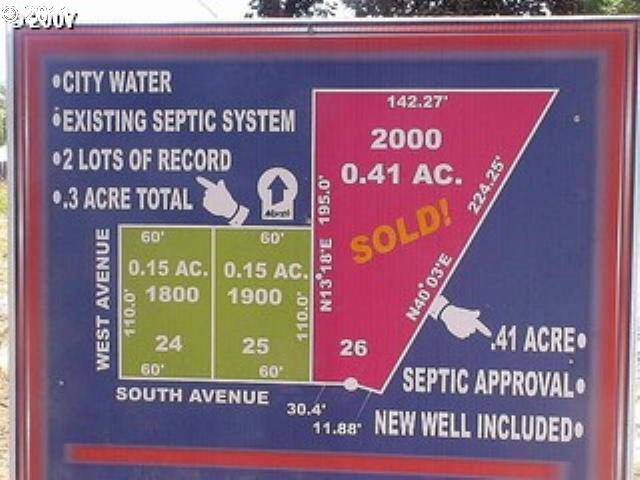 2007
•CITY WATER
•EXISTING SEPTIC SYSTEM
•2 LOTS OF RECORD
•.3 ACRE TOTAL
142.27'
2000
0.41 AC.
195.0'
224.25'
SOLD!
N13°18'E
N40°03'E
26
North
WEST AVENUE
60'
60'
0.15 AC.
0.15 AC.
1800
1900
110.0'
110.0'
24
25
60'
60'
SOUTH AVENUE
30.4'
11.88'
.41 ACRE•
SEPTIC APPROVAL•
NEW WELL INCLUDED•